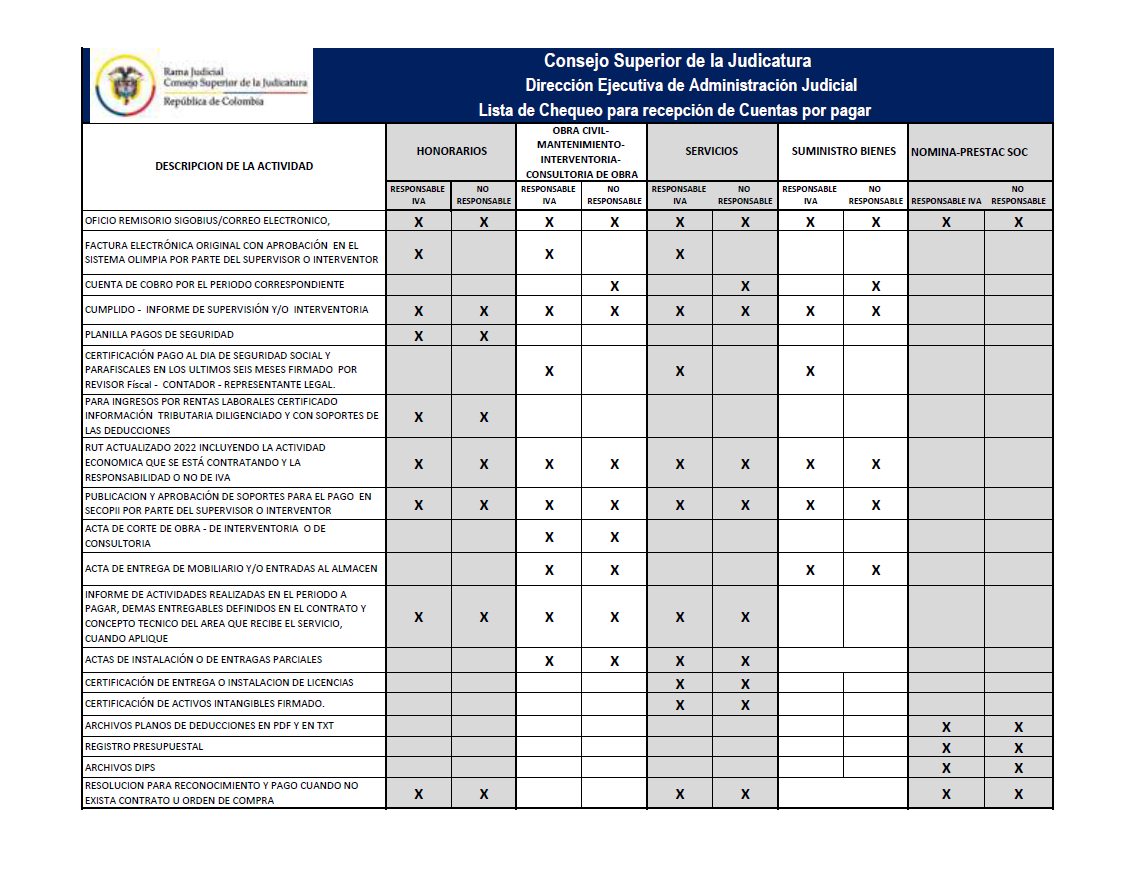 Rama Judicial
Consejo Superior de la Judicatura
República de Colombia
Consejo Superior de la Judicatura
Dirección Ejecutiva de Administración Judicial
Lista de Chequeo para recepción de Cuentas por pagar
DESCRIPCION DE LA ACTIVIDAD
HONORARIOS
OBRA CIVIL-
MANTENIMIENTO-
INTERVENTORIA-
CONSULTORIA DE OBRA
SERVICIOS
SUMINISTRO BIENES
NOMINA-PRESTAC SOC
RESPONSABLE IVA NO RESPONSABLE RESPONSABLE IVA NO RESPONSABLE RESPONSABLE IVA NO RESPONSABLE RESPONSABLE IVA NO RESPONSABLE RESPONSABLE IVA NO RESPONSABLE
OFICIO REMISORIO SIGOBIUS/CORREO ELECTRONICO, X X X X X X X X X X
FACTURA ELECTRÓNICA ORIGINAL CON APROBACIÓN EN EL
SISTEMA OLIMPIA POR PARTE DEL SUPERVISOR O INTERVENTOR X X X
CUENTA DE COBRO POR EL PERIODO CORRESPONDIENTE X X X
CUMPLIDO - INFORME DE SUPERVISIÓN Y/O INTERVENTORIA X X X X X X X X
PLANILLA PAGOS DE SEGURIDAD X X
CERTIFICACIÓN PAGO AL DIA DE SEGURIDAD SOCIAL Y
PARAFISCALES EN LOS ULTIMOS SEIS MESES FIRMADO POR X X X
REVISOR Físcal - CONTADOR - REPRESENTANTE LEGAL.
PARA INGRESOS POR RENTAS LABORALES CERTIFICADO
INFORMACIÓN TRIBUTARIA DILIGENCIADO Y CON SOPORTES DE X X
LAS DEDUCCIONES
RUT ACTUALIZADO 2022 INCLUYENDO LA ACTIVIDAD
ECONOMICA QUE SE ESTÁ CONTRATANDO Y LA X X X X X X X X
RESPONSABILIDAD O NO DE IVA
PUBLICACION Y APROBACIÓN DE SOPORTES PARA EL PAGO EN
SECOPII POR PARTE DEL SUPERVISOR O INTERVENTOR X X X X X X X X
ACTA DE CORTE DE OBRA - DE INTERVENTORIA O DE
CONSULTORIA X X
ACTA DE ENTREGA DE MOBILIARIO Y/O ENTRADAS AL ALMACEN X X X X
INFORME DE ACTIVIDADES REALIZADAS EN EL PERIODO A
PAGAR, DEMAS ENTREGABLES DEFINIDOS EN EL CONTRATO Y
CONCEPTO TECNICO DEL AREA QUE RECIBE EL SERVICIO, X X X X X X
CUANDO APLIQUE
ACTAS DE INSTALACIÓN O DE ENTRAGAS PARCIALES X X X X
CERTIFICACIÓN DE ENTREGA O INSTALACION DE LICENCIAS X X
CERTIFICACIÓN DE ACTIVOS INTANGIBLES FIRMADO. X X
ARCHIVOS PLANOS DE DEDUCCIONES EN PDF Y EN TXT X X
REGISTRO PRESUPUESTAL X X
ARCHIVOS DIPS X X
RESOLUCION PARA RECONOCIMIENTO Y PAGO CUANDO NO
EXISTA CONTRATO U ORDEN DE COMPRA X X X X X X